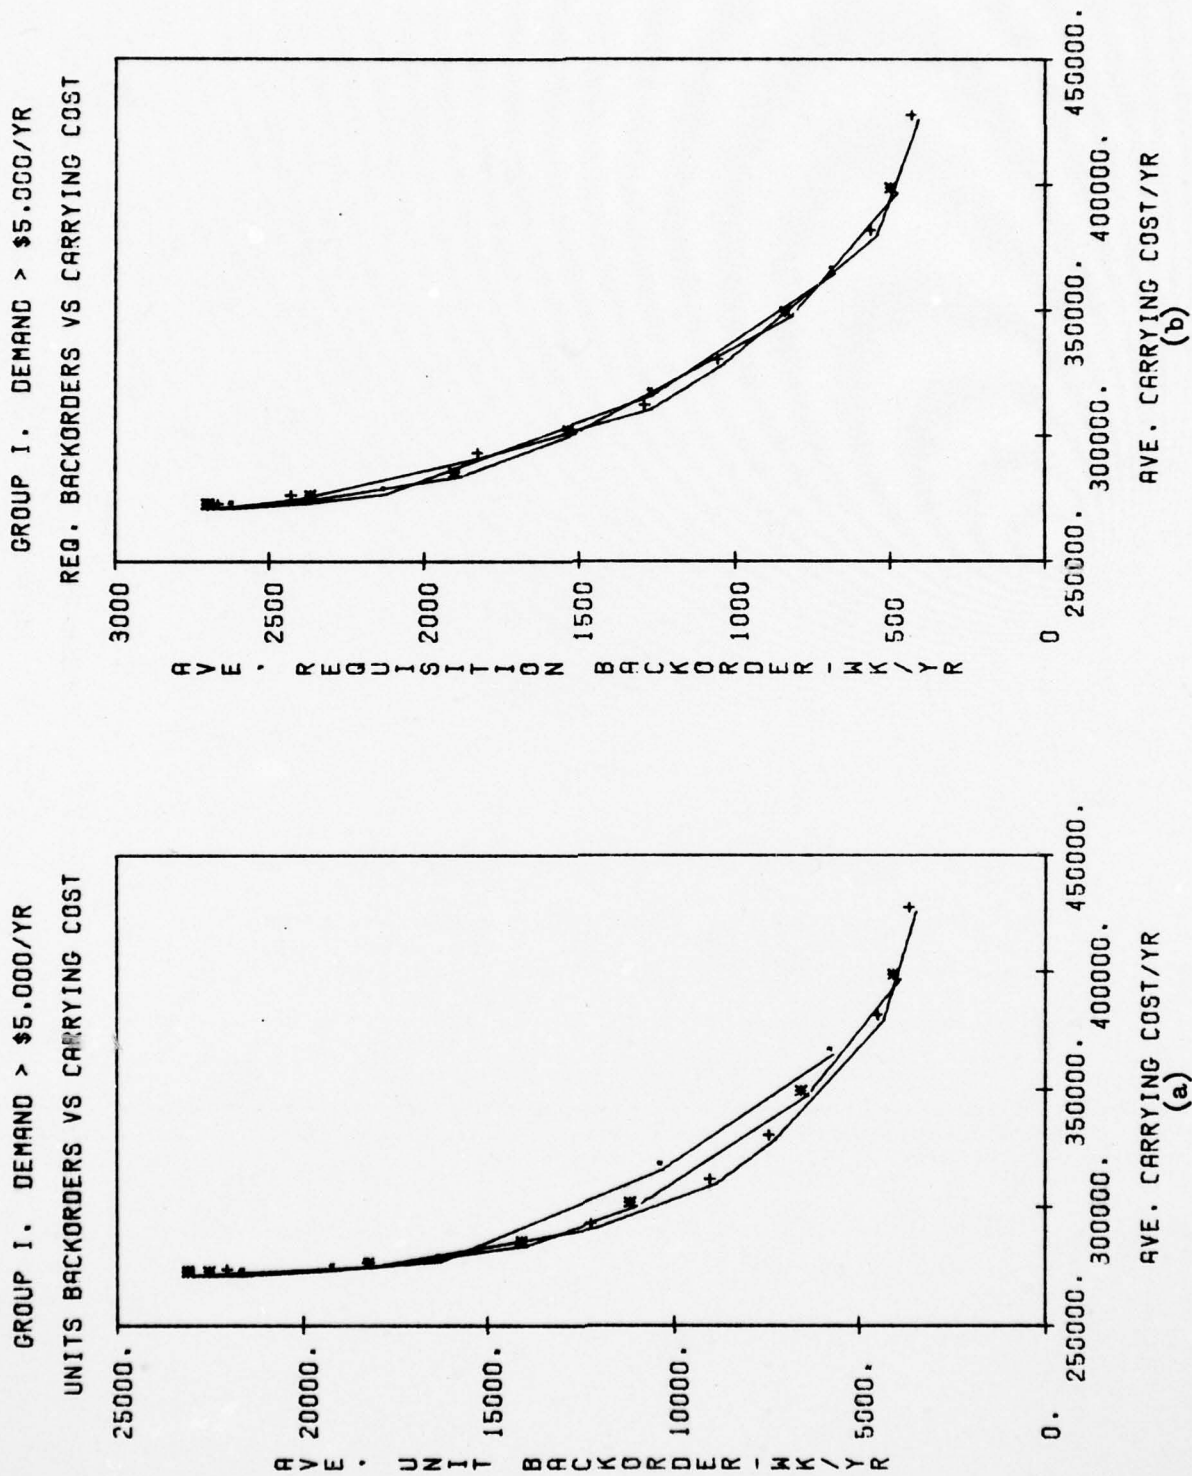 GROUP I. DEMAND > $5,000/YR
UNITS BACKORDERS VS CARRYING COST
25000.
20000.
15000.
10000.
5000.
0.
AVE. UNIT BACKORDER-WK/YR
250000. 300000. 350000. 400000. 450000.
AVE. CARRYING COST/YR
(a)
GROUP I. DEMAND > $5,000/YR
REQ. BACKORDERS VS CARRYING COST
3000
2500
2000
1500
1000
500
0.
AVE. REQUISITION BACKORDER-WK/YR
250000. 300000. 350000. 400000. 450000.
AVE. CARRYING COST/YR
(b)